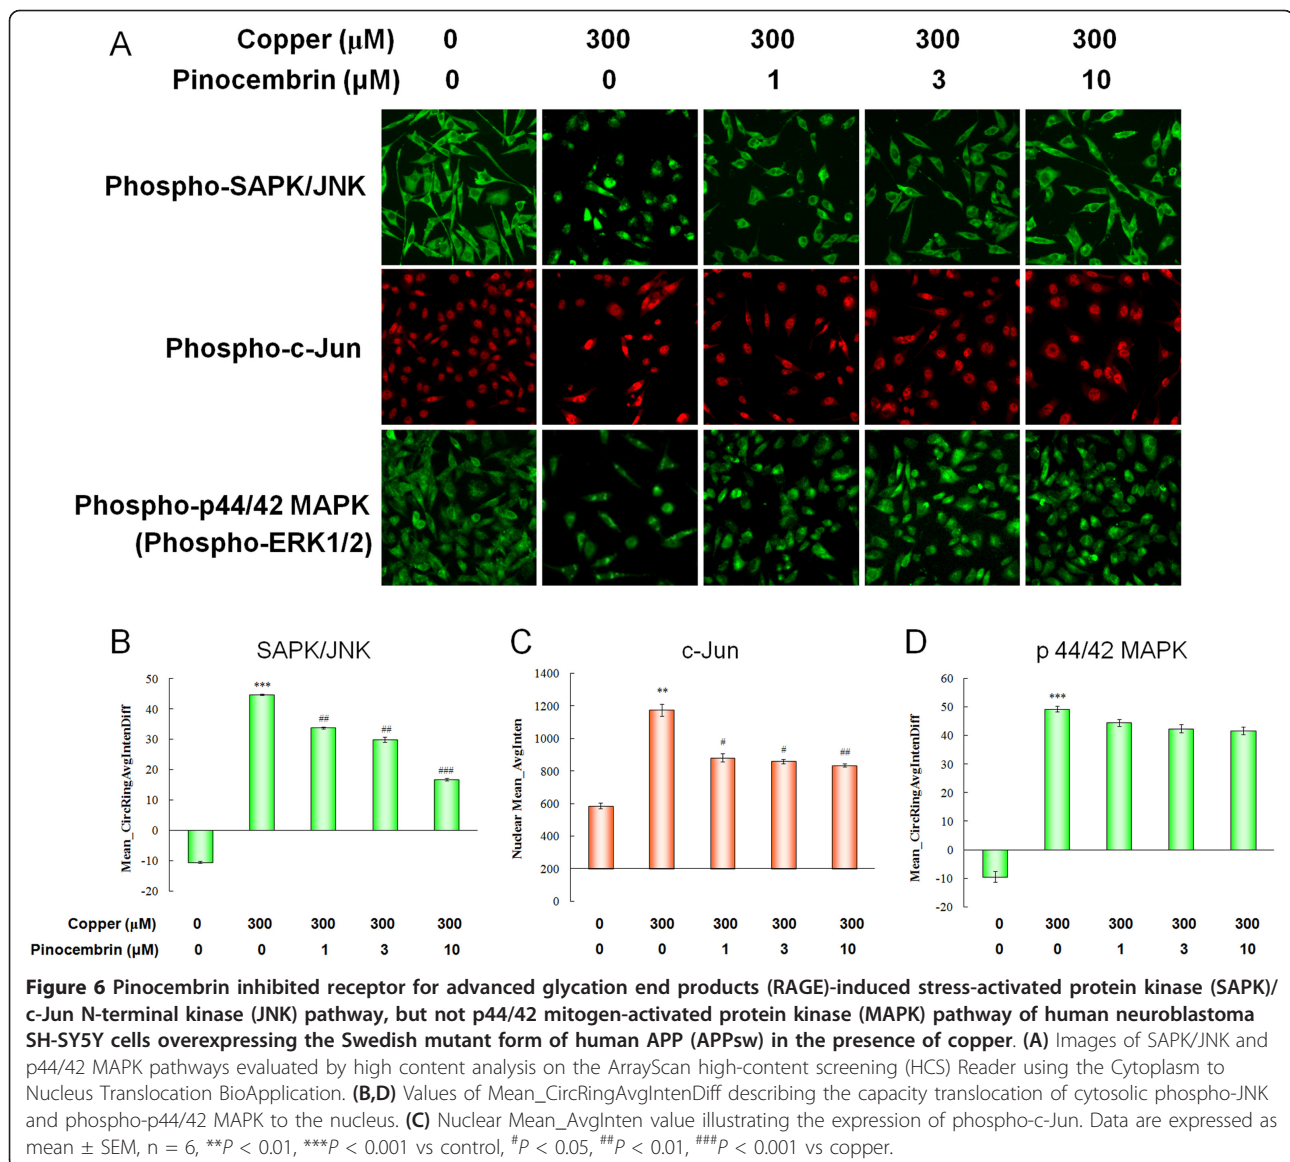 A
Copper (μM) 0 300 300 300 300
Pinocembrin (μM) 0 0 1 3 10
Phospho-SAPK/JNK
Phospho-c-Jun
Phospho-p44/42 MAPK
(Phospho-ERK1/2)
B
SAPK/JNK
Mean_CircRingAvgIntenDiff
50
40
30
20
10
0
-10
-20
***
##
##
###
C
c-Jun
Nuclear Mean_AvgInten
1400
1200
1000
800
600
400
200
0
**
#
#
##
D
p 44/42 MAPK
Mean_CircRingAvgIntenDiff
60
50
40
30
20
10
0
-10
-20
***
Copper (μM) 0 300 300 300 300 0 300 300 300 300 0 300 300 300 300
Pinocembrin (μM) 0 0 1 3 10 0 0 1 3 10 0 0 1 3 10
Figure 6 Pinocembrin inhibited receptor for advanced glycation end products (RAGE)-induced stress-activated protein kinase (SAPK)/
c-Jun N-terminal kinase (JNK) pathway, but not p44/42 mitogen-activated protein kinase (MAPK) pathway of human neuroblastoma
SH-SY5Y cells overexpressing the Swedish mutant form of human APP (APPsw) in the presence of copper. (A) Images of SAPK/JNK and
p44/42 MAPK pathways evaluated by high content analysis on the ArrayScan high-content screening (HCS) Reader using the Cytoplasm to
Nucleus Translocation BioApplication. (B,D) Values of Mean_CircRingAvgIntenDiff describing the capacity translocation of cytosolic phospho-JNK
and phospho-p44/42 MAPK to the nucleus. (C) Nuclear Mean_AvgInten value illustrating the expression of phospho-c-Jun. Data are expressed as
mean ± SEM, n = 6, **P < 0.01, ***P < 0.001 vs control, #P < 0.05, ##P < 0.01, ###P < 0.001 vs copper.